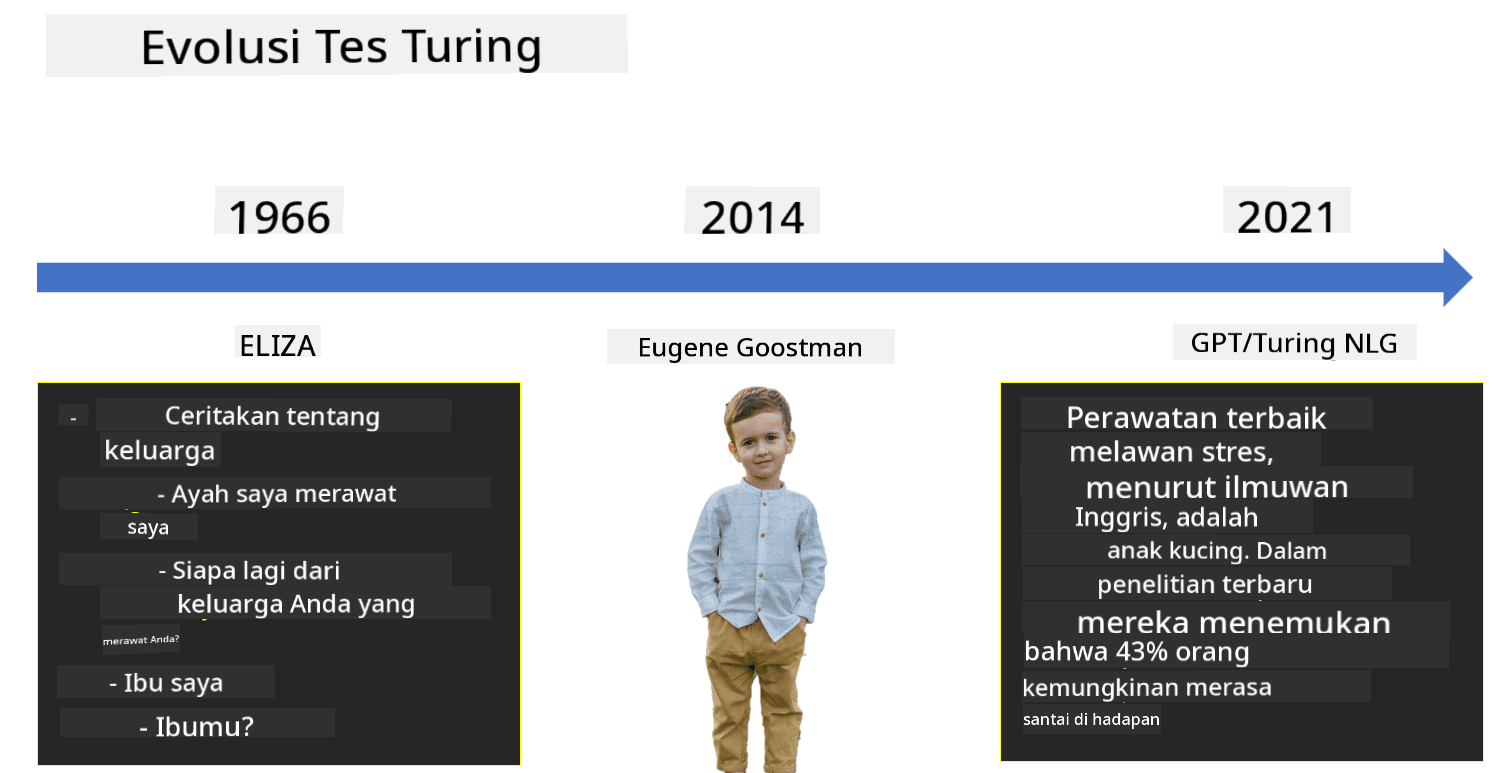 Evolusi Tes Turing
1966
2014
2021
ELIZA
Eugene Goostman
GPT/Turing NLG
- Ceritakan tentang
keluarga
- Ayah saya merawat
saya
- Siapa lagi dari
keluarga Anda yang
merawat Anda?
- Ibu saya
- Ibumu?
Perawatan terbaik
melawan stres,
menurut ilmuwan
Inggris, adalah
anak kucing. Dalam
penelitian terbaru
mereka menemukan
bahwa 43% orang
kemungkinan merasa
santai di hadapan